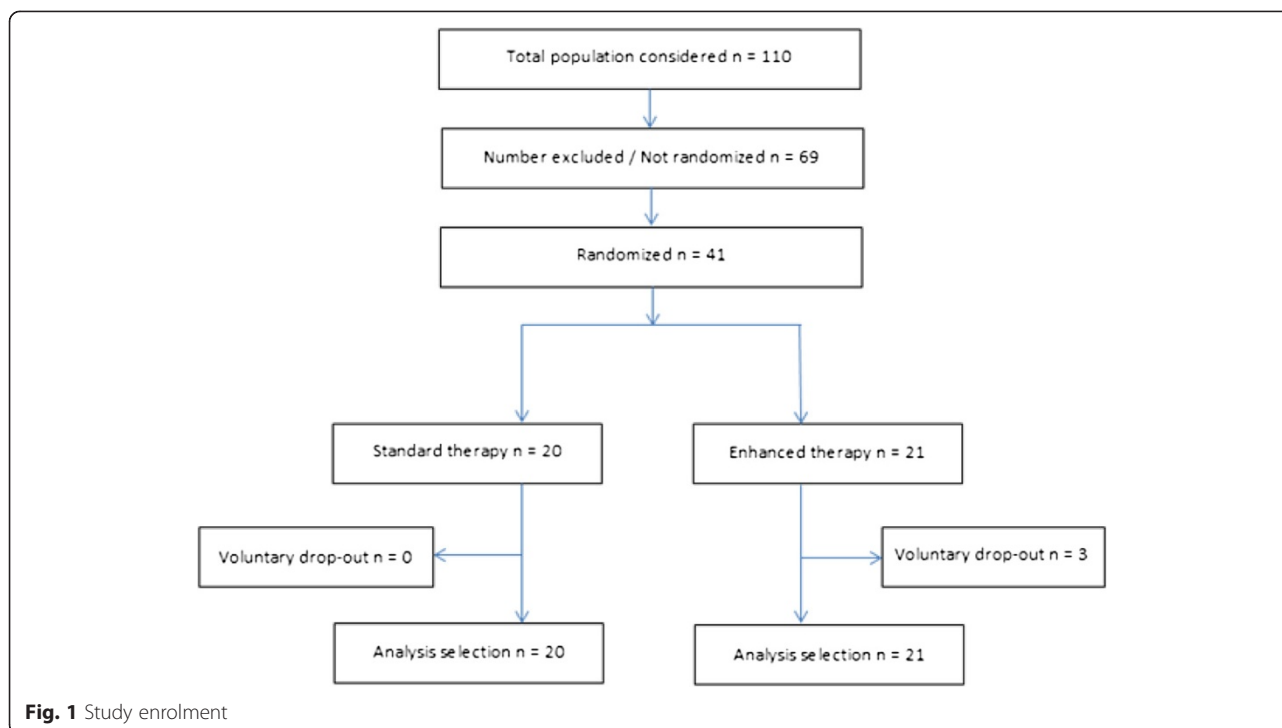 Total population considered n = 110
Number excluded / Not randomized n = 69
Randomized n = 41
Standard therapy n = 20
Enhanced therapy n = 21
Voluntary drop-out n = 0
Voluntary drop-out n = 3
Analysis selection n = 20
Analysis selection n = 21
Fig. 1 Study enrolment